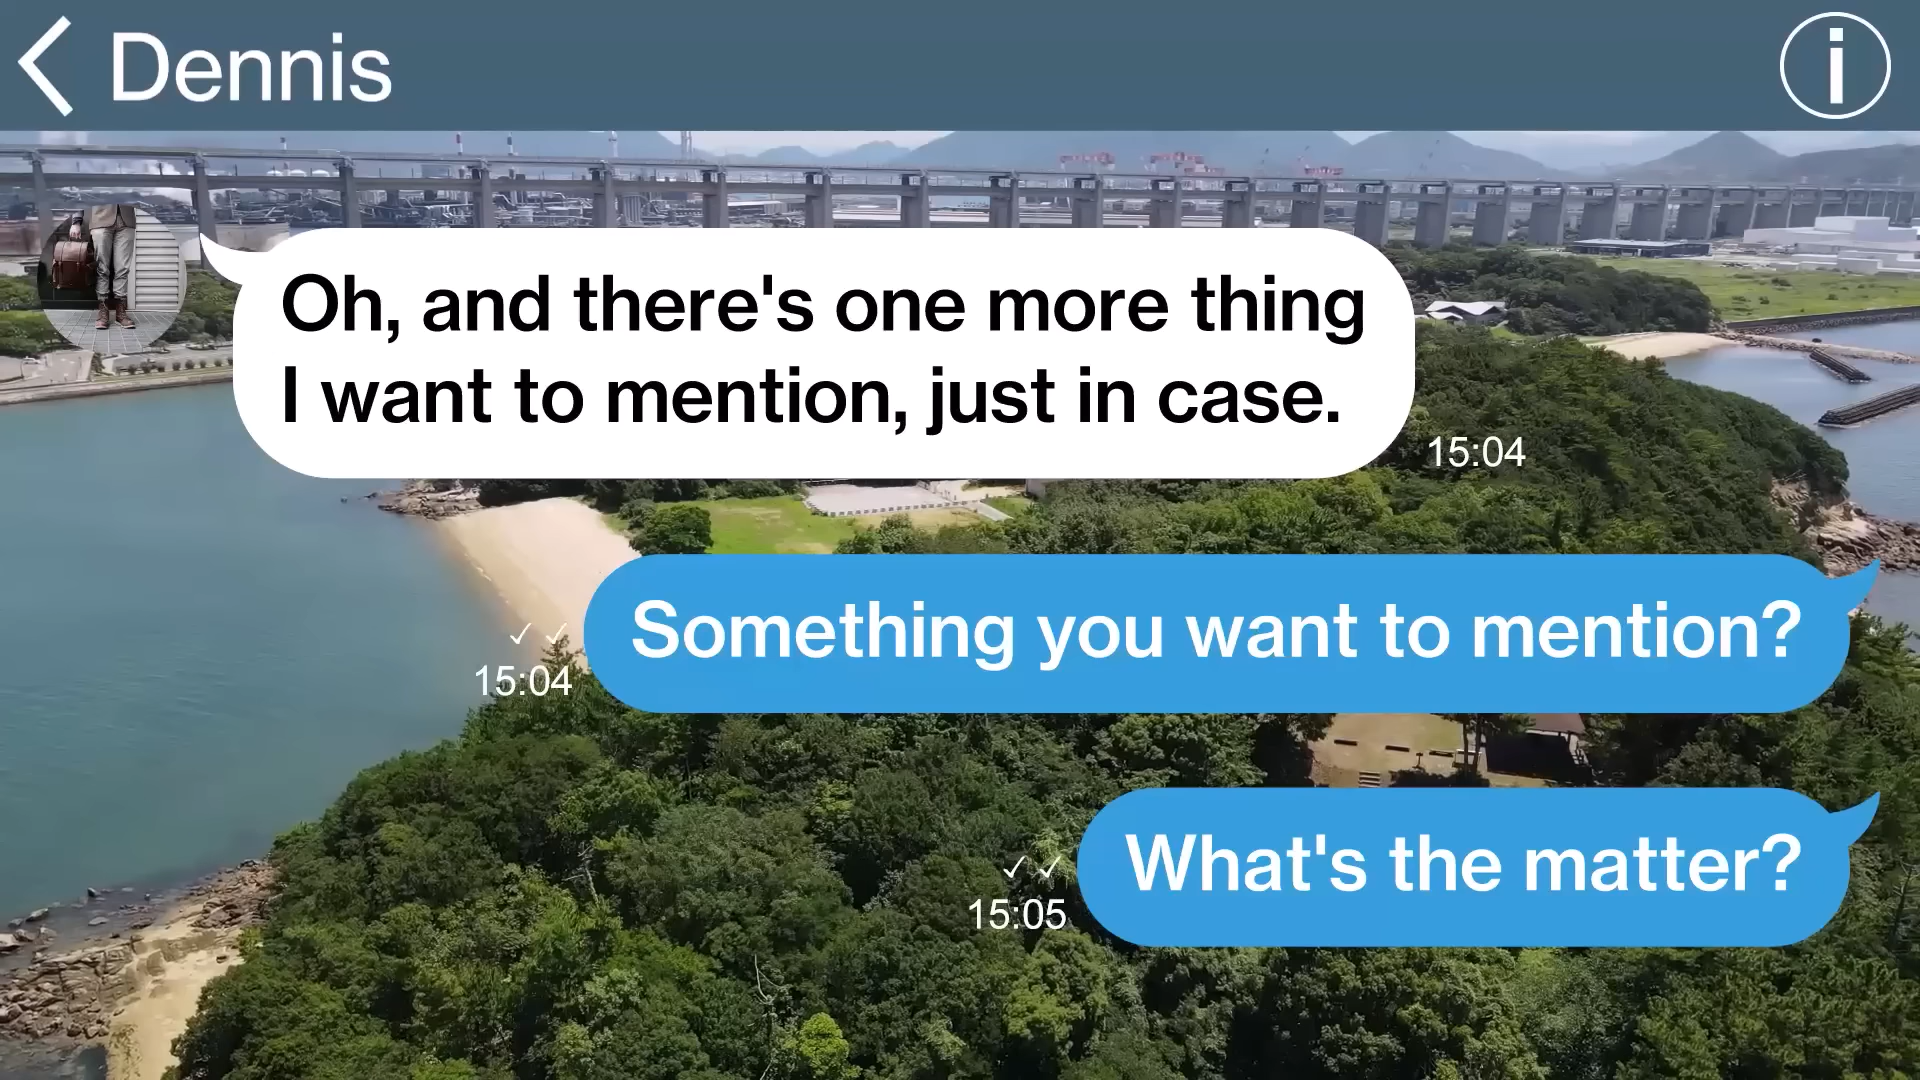 Dennis
Oh, and there's one more thing
I want to mention, just in case.
15:04
Something you want to mention?
15:04
What's the matter?
15:05